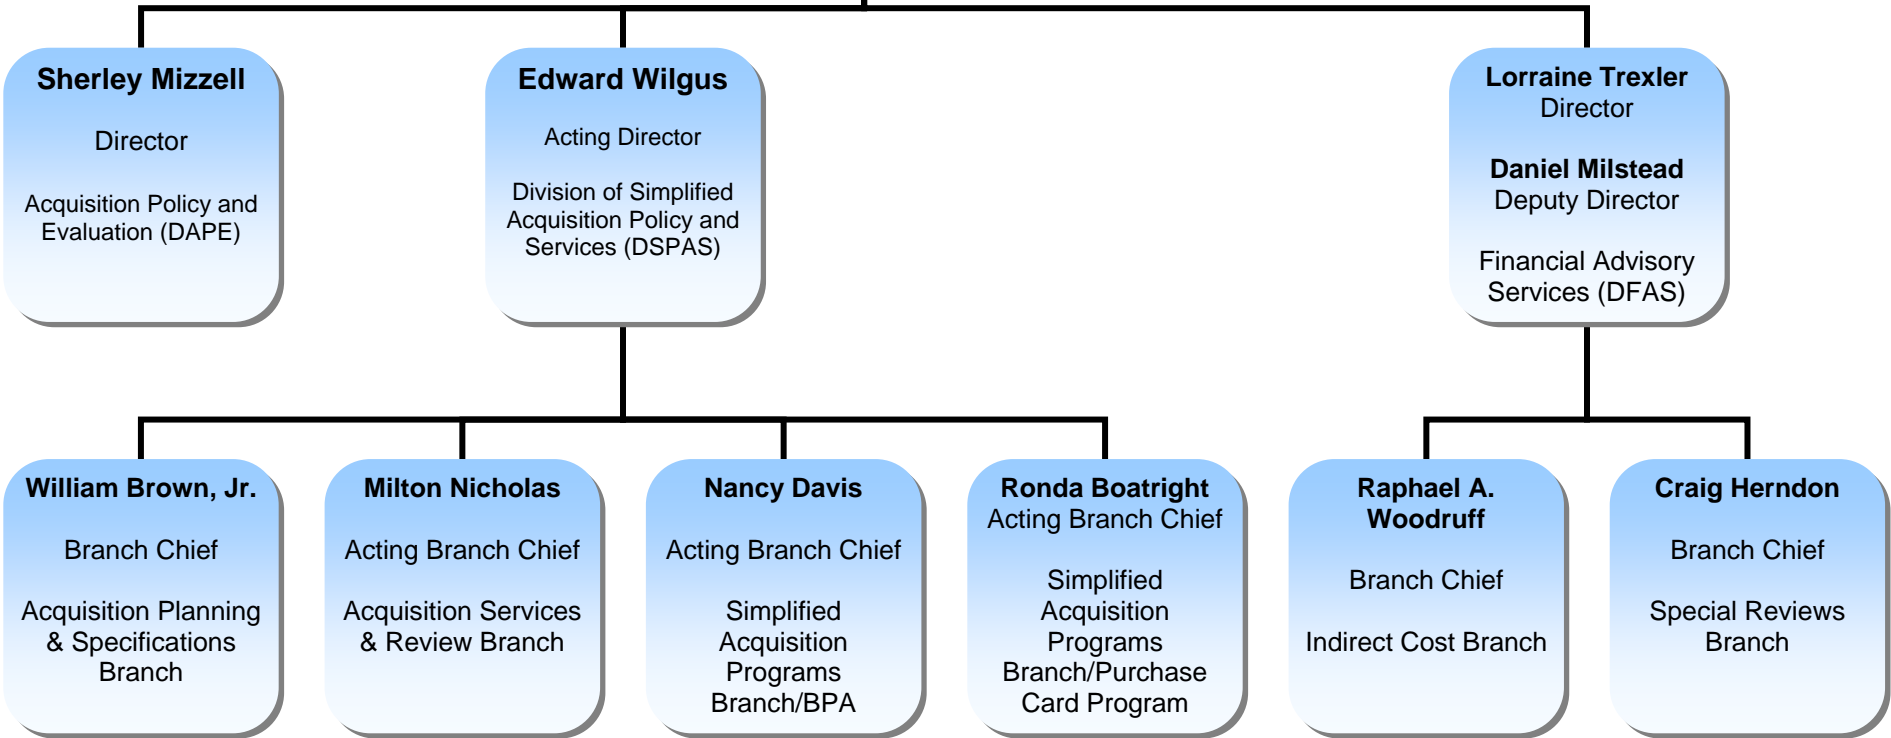 Sherley Mizzell
Director
Acquisition Policy and
Evaluation (DAPE)
Edward Wilgus
Acting Director
Division of Simplified
Acquisition Policy and
Services (DSPAS)
Lorraine Trexler
Director
Daniel Milstead
Deputy Director
Financial Advisory
Services (DFAS)
William Brown, Jr.
Branch Chief
Acquisition Planning
& Specifications
Branch
Milton Nicholas
Acting Branch Chief
Acquisition Services
& Review Branch
Nancy Davis
Acting Branch Chief
Simplified
Acquisition
Programs
Branch/BPA
Ronda Boatright
Acting Branch Chief
Simplified
Acquisition
Programs
Branch/Purchase
Card Program
Raphael A.
Woodruff
Branch Chief
Indirect Cost Branch
Craig Herndon
Branch Chief
Special Reviews
Branch